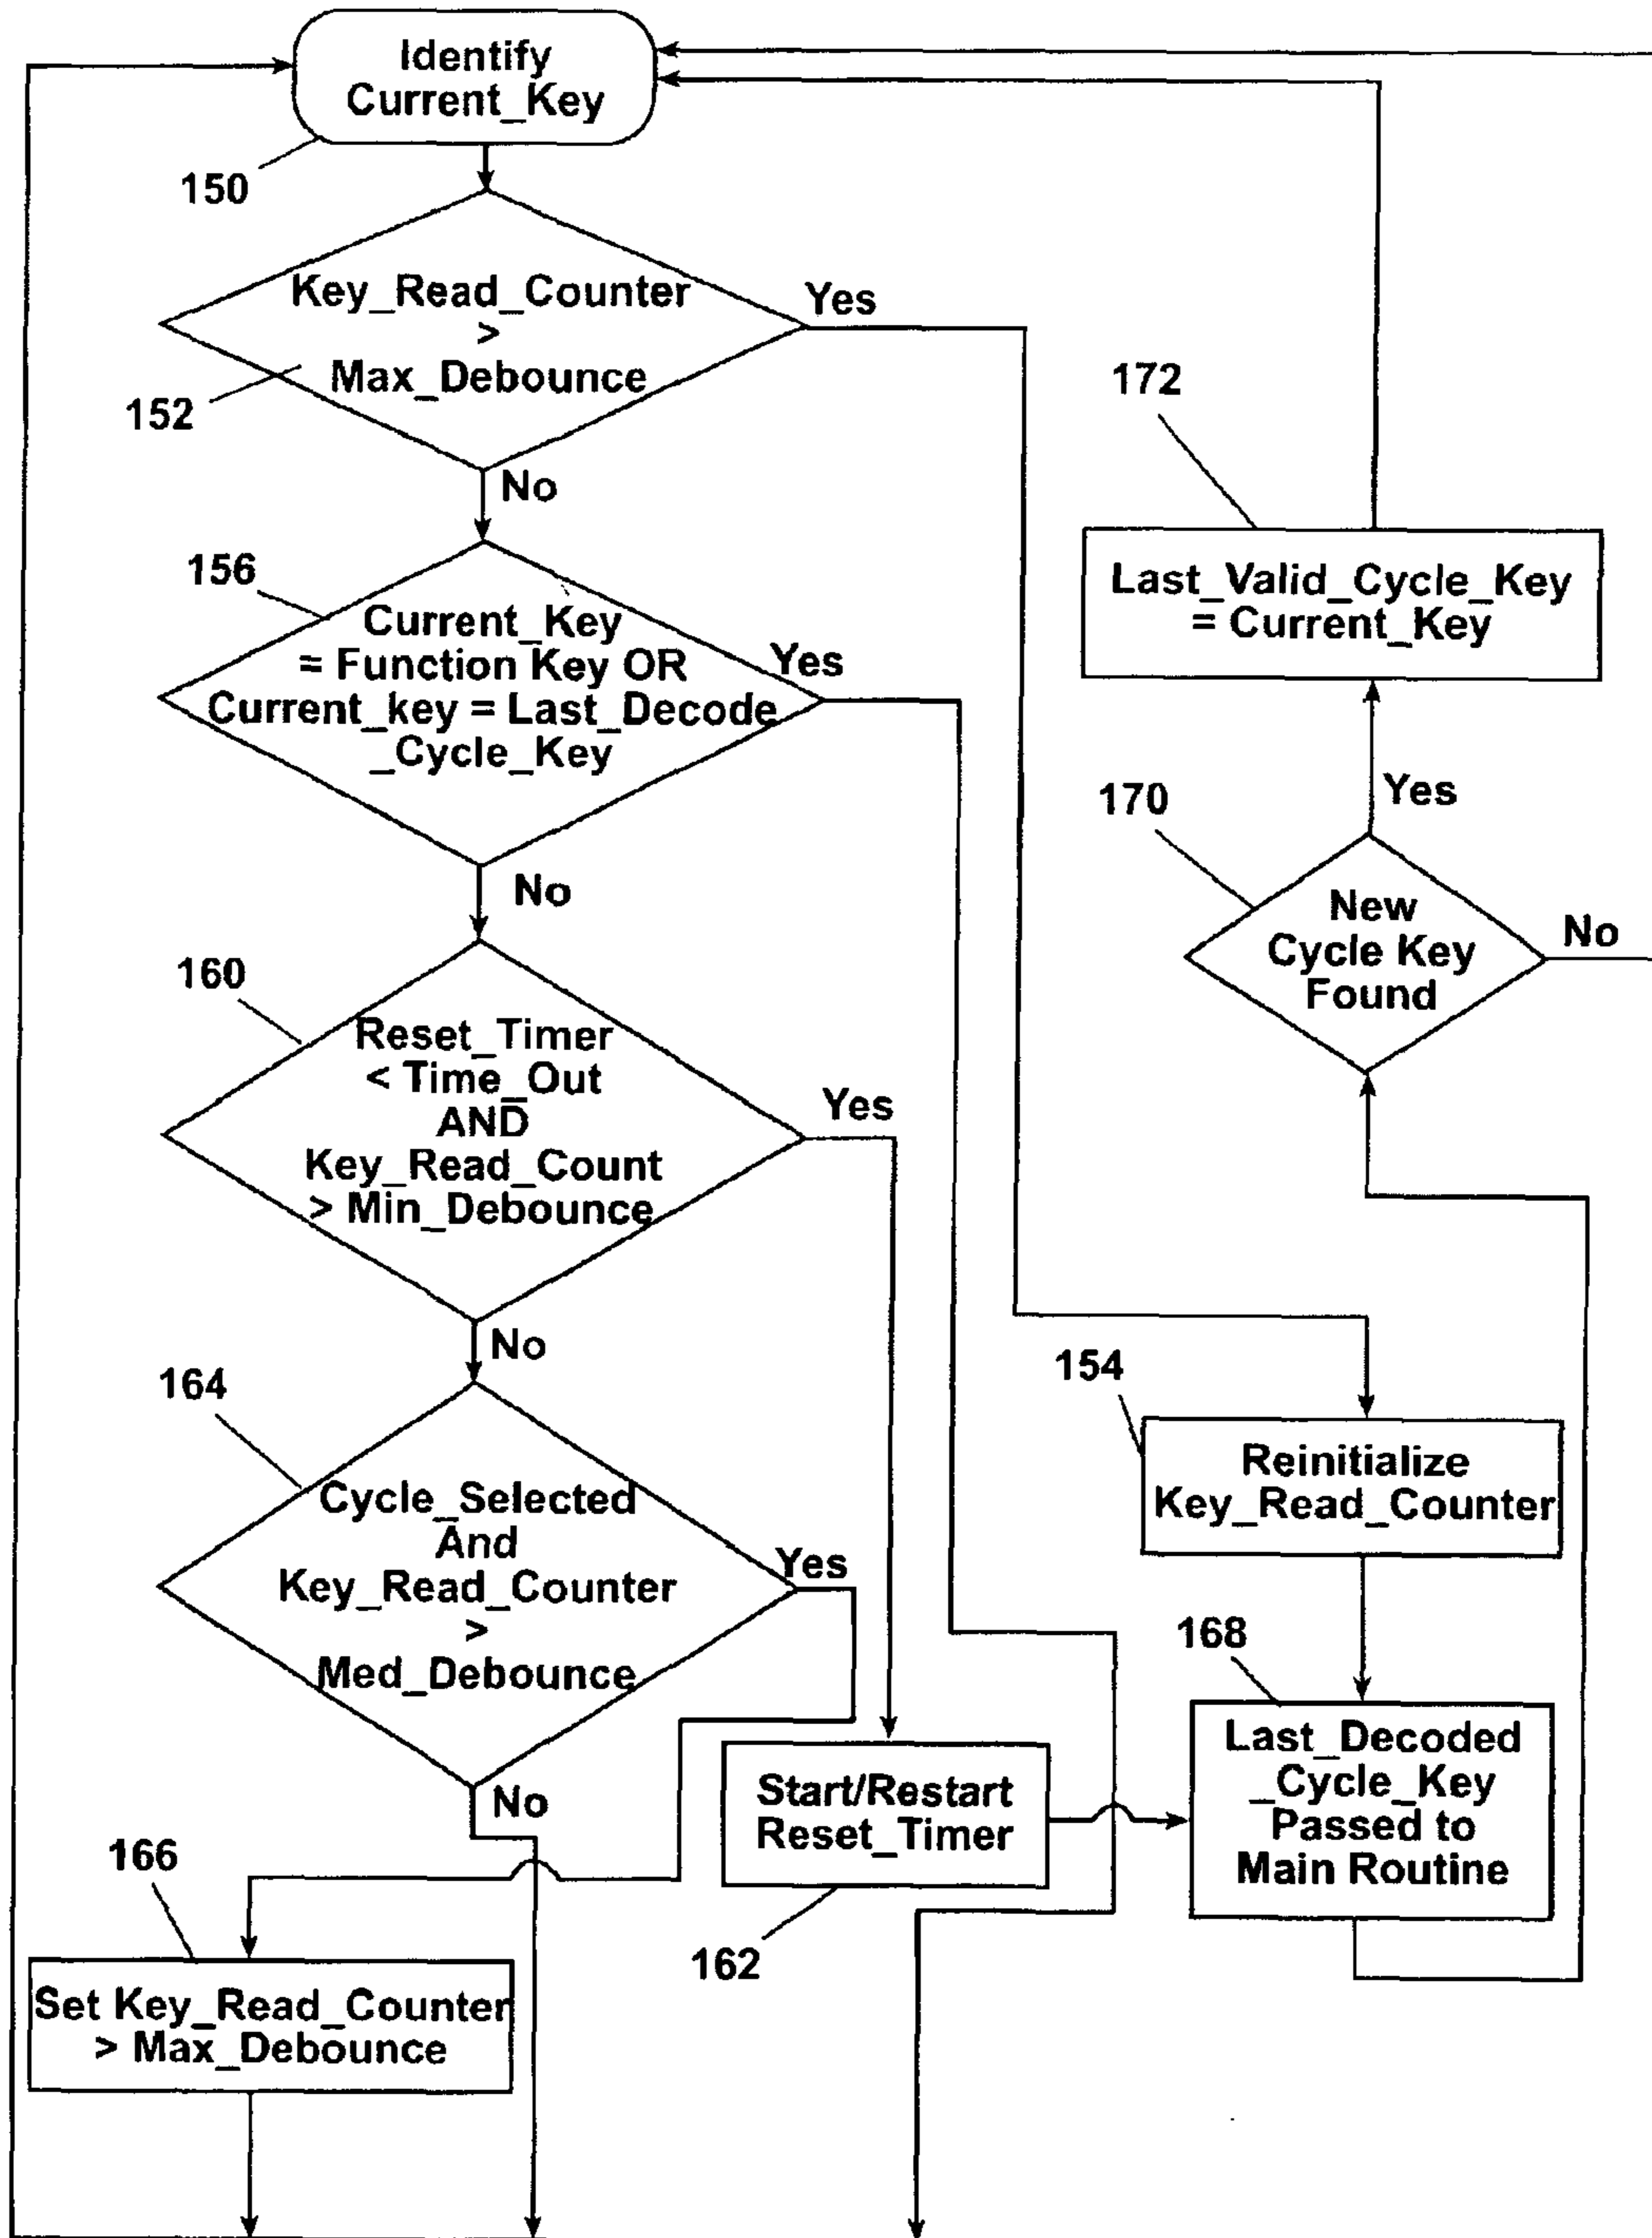 Identify
Current_Key
150
Key_Read_Counter
>
Max_Debounce
Yes
152
No
156
Current_Key
= Function Key OR
Current_key = Last_Decode
_Cycle_Key
Yes
No
160
Reset_Timer
< Time_Out
AND
Key_Read_Count
> Min_Debounce
Yes
No
164
Cycle_Selected
And
Key_Read_Counter
>
Med_Debounce
Yes
No
166
Set Key_Read_Counter
> Max_Debounce
Start/Restart
Reset_Timer
162
172
Last_Valid_Cycle_Key
= Current_Key
Yes
170
New
Cycle Key
Found
No
154
Reinitialize
Key_Read_Counter
168
Last_Decoded
_Cycle_Key
Passed to
Main Routine